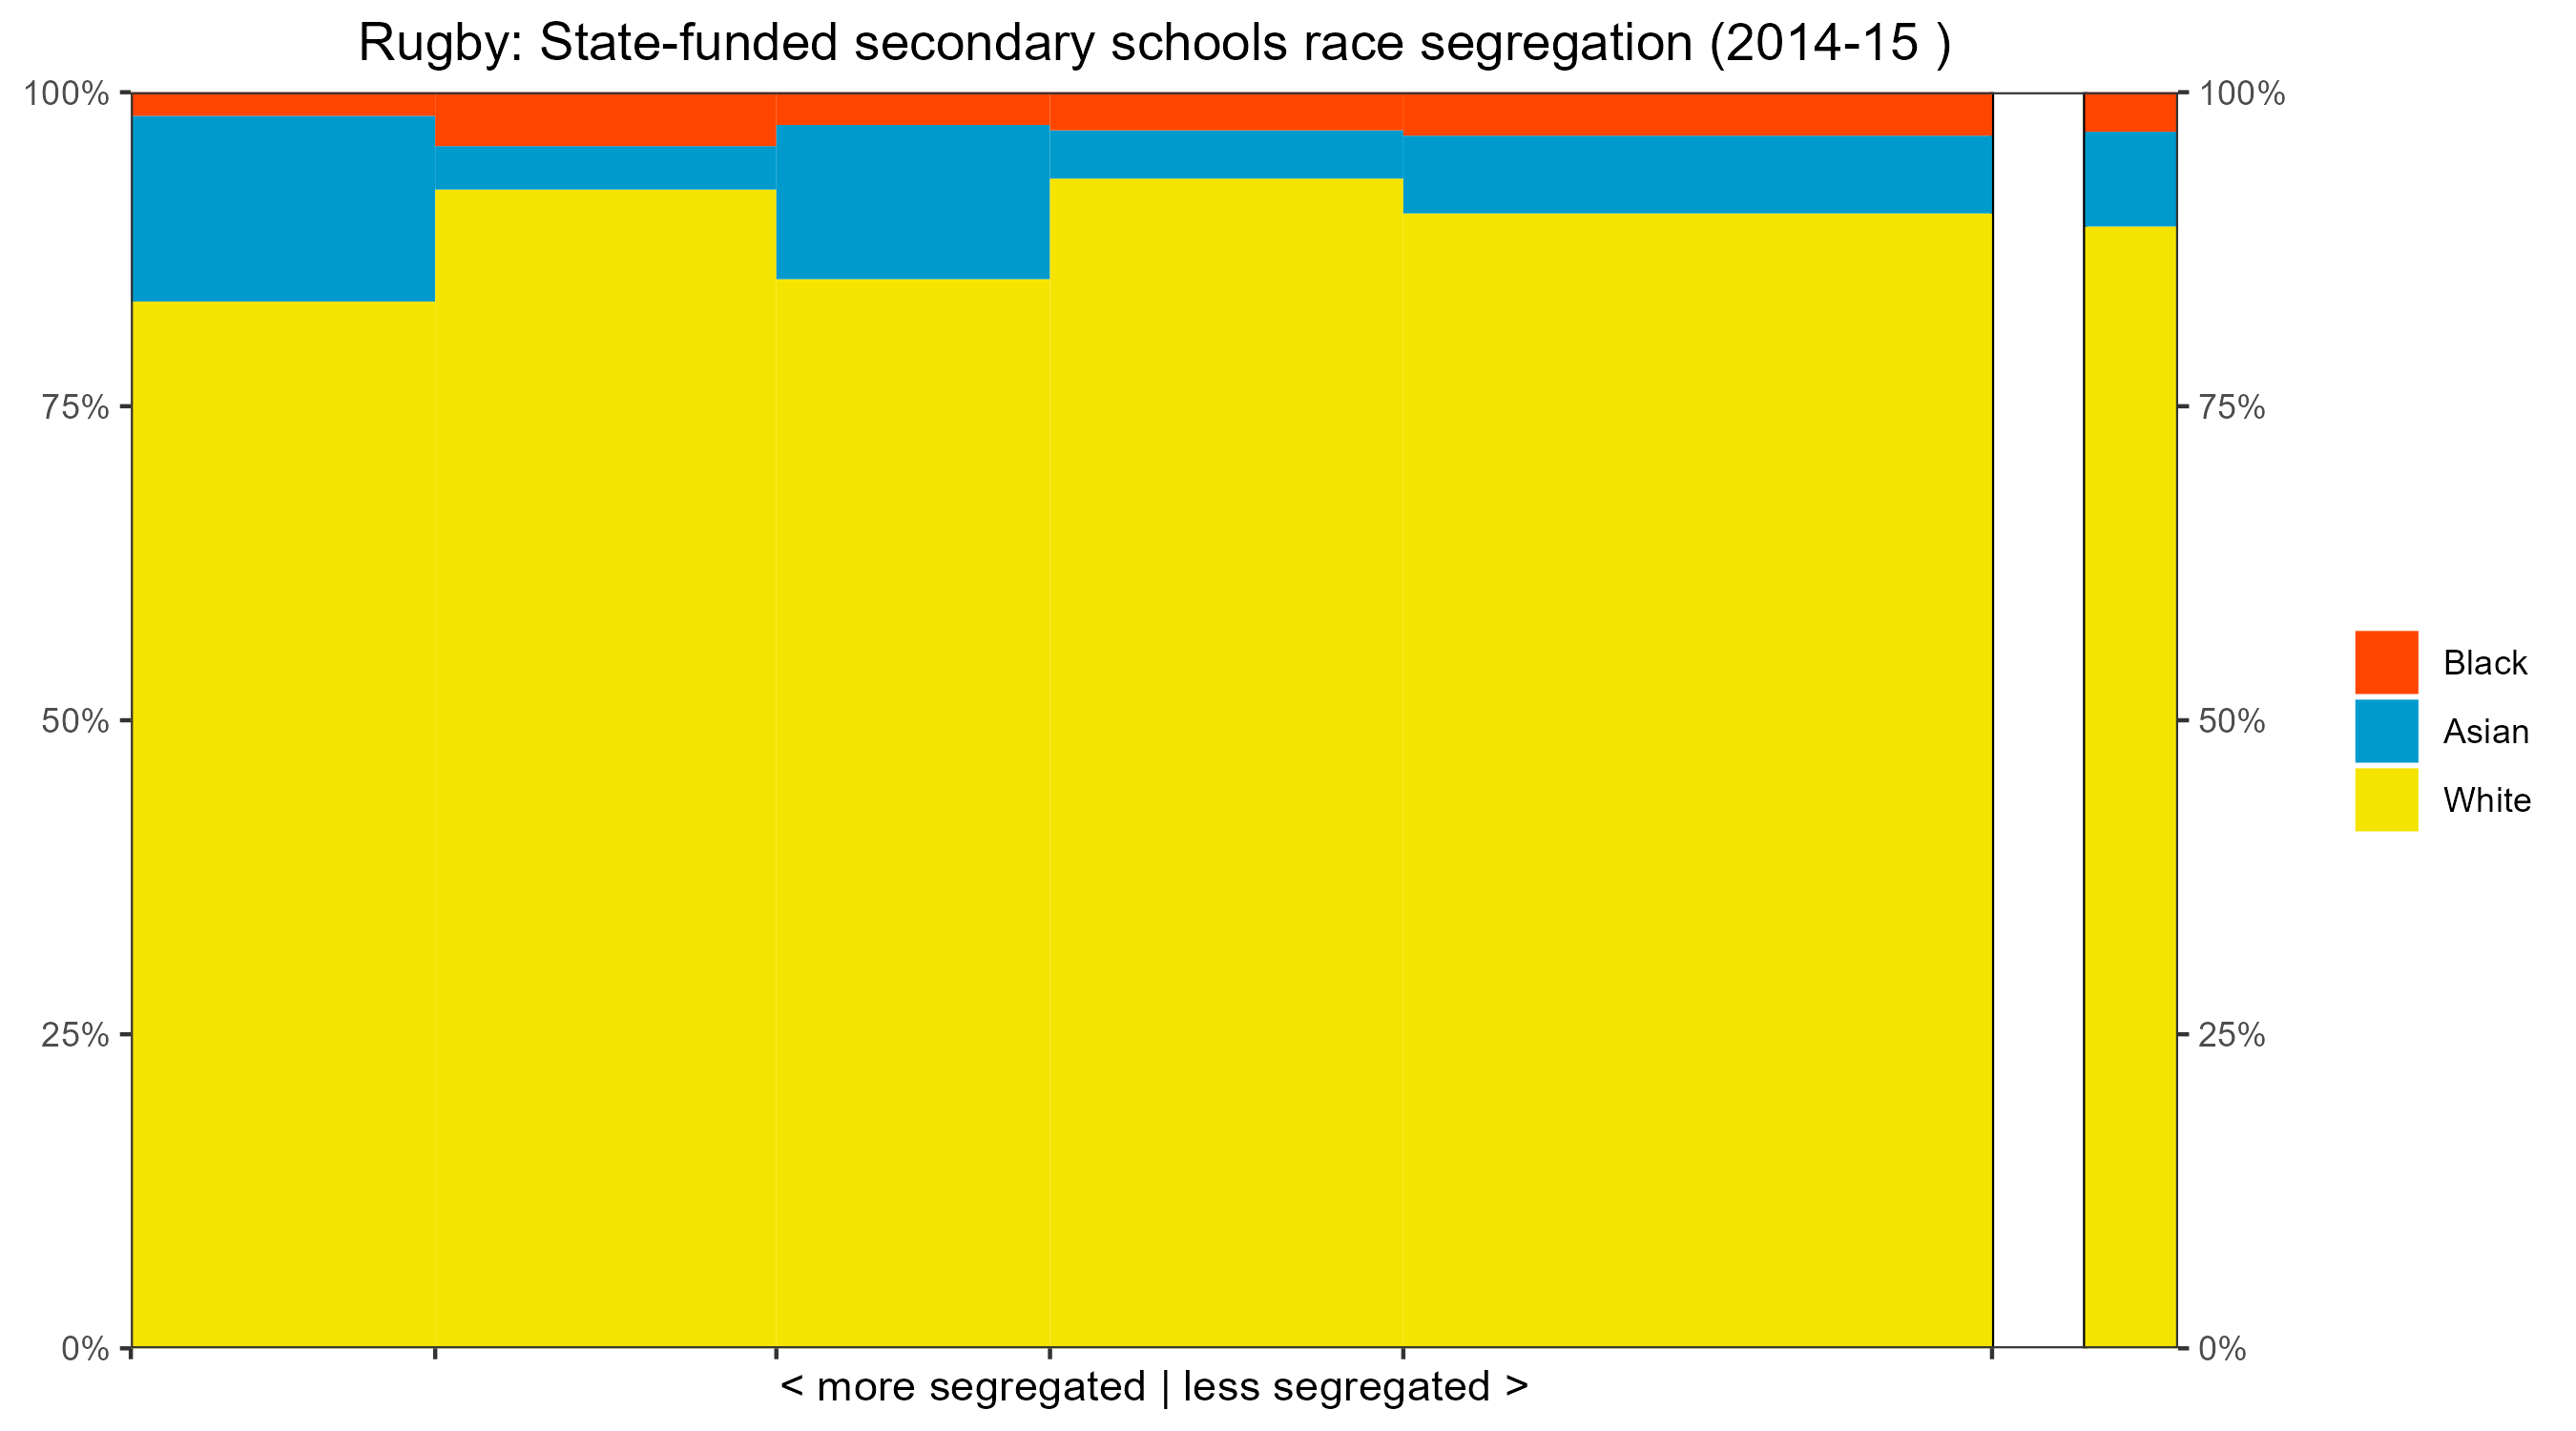 Rugby: State-funded secondary schools race segregation (2014-15 )
100%
75%
50%
25%
0%
100%
75%
50%
25%
0%
Black
Asian
White
< more segregated | less segregated >